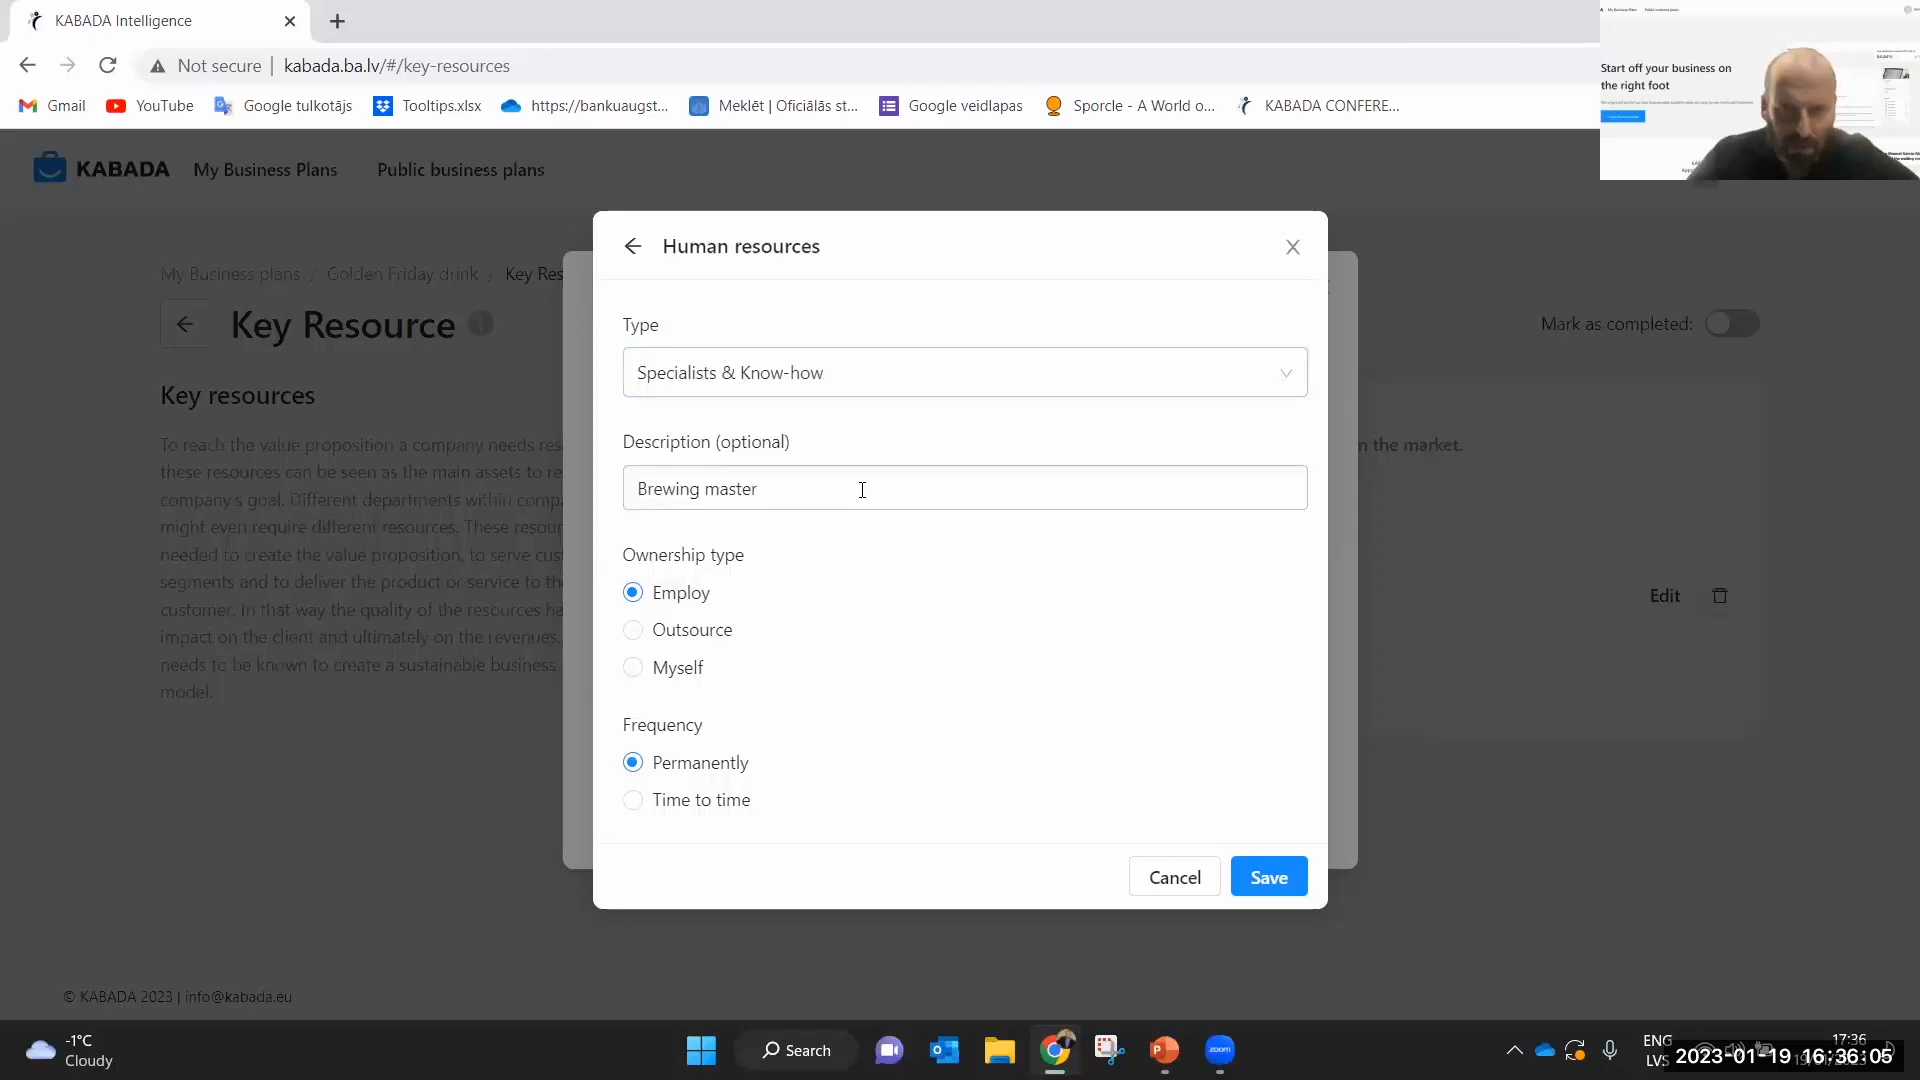 KABADA Intelligence
Not secure
kabada.ba.lv/#/key-resources
Gmail
YouTube
Google tulkotājs
Tooltips.xlsx
https://bankuaugst...
Meklēt | Oficiālās st...
Google veidlapas
Sporcle - A World o...
KABADA CONFERE...
Start off your business on
the right foot
KABADA
My Business Plans
Public business plans
My Business plans / Golden Friday drink / Key Res
Key Resource
Mark as completed:
Key resources
To reach the value proposition a company needs res
these resources can be seen as the main assets to re
company's goal. Different departments within compa
might even require different resources. These resour
needed to create the value proposition, to serve cus
segments and to deliver the product or service to th
customer. In that way the quality of the resources ha
impact on the client and ultimately on the revenues.
needs to be known to create a sustainable business
model.
n the market.
Edit
Human resources
Type
Specialists & Know-how
Description (optional)
Brewing master
Ownership type
Employ
Outsource
Myself
Frequency
Permanently
Time to time
Cancel
Save
© KABADA 2023 | info@kabada.eu
-1°C
Cloudy
Search
zoom
ENG
LVS
17:36
2023-01-19 16:36:05